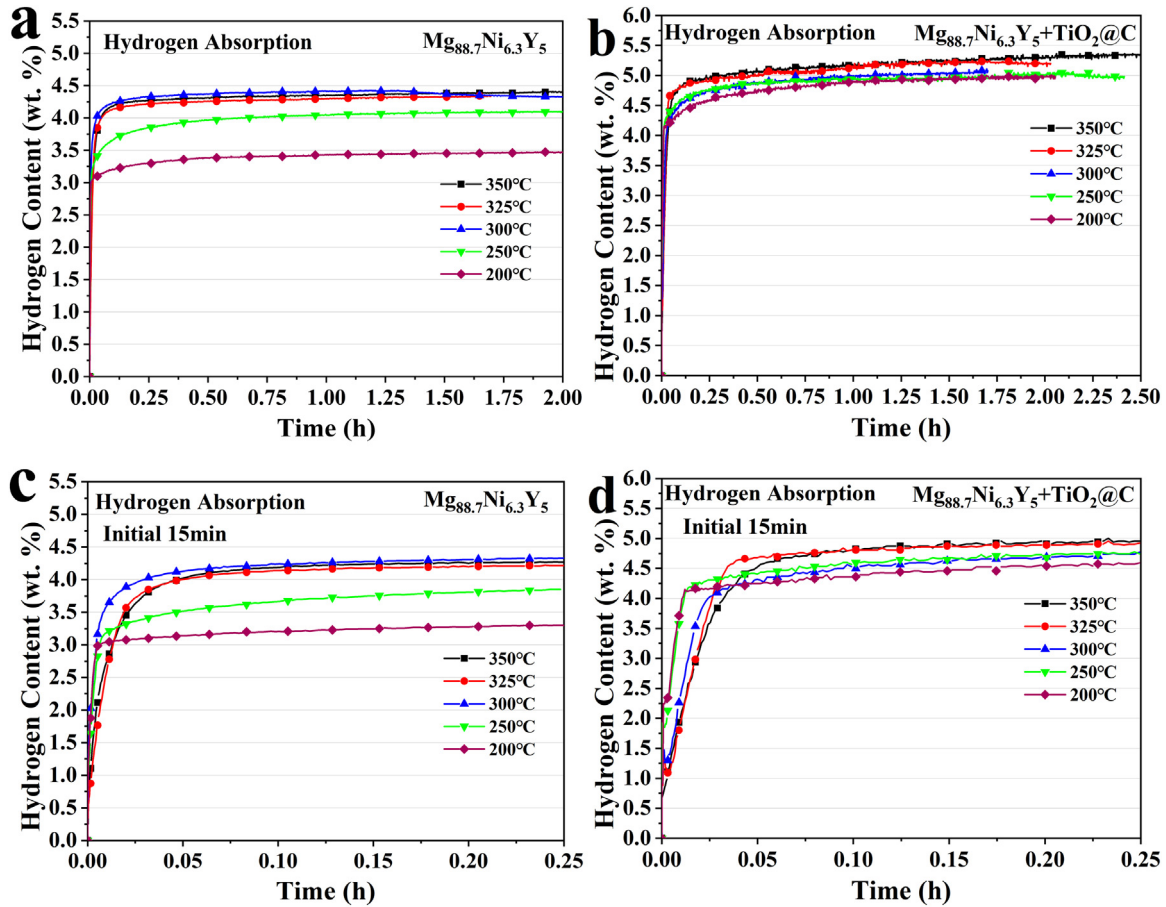 a
Hydrogen Absorption
Mg88.7Ni6.3Y5
Hydrogen Content (wt. %)
5.5
5.0
4.5
4.0
3.5
3.0
2.5
2.0
1.5
1.0
0.5
0.0
350℃
325℃
300℃
250℃
200℃
0.00 0.25 0.50 0.75 1.00 1.25 1.50 1.75 2.00
Time (h)
b
Hydrogen Absorption
Mg88.7Ni6.3Y5+TiO2@C
Hydrogen Content (wt. %)
6.0
5.5
5.0
4.5
4.0
3.5
3.0
2.5
2.0
1.5
1.0
0.5
0.0
350℃
325℃
300℃
250℃
200℃
0.00 0.25 0.50 0.75 1.00 1.25 1.50 1.75 2.00 2.25 2.50
Time (h)
c
Hydrogen Absorption
Mg88.7Ni6.3Y5
Initial 15min
Hydrogen Content (wt. %)
5.5
5.0
4.5
4.0
3.5
3.0
2.5
2.0
1.5
1.0
0.5
0.0
350℃
325℃
300℃
250℃
200℃
0.00 0.05 0.10 0.15 0.20 0.25
Time (h)
d
Hydrogen Absorption
Mg88.7Ni6.3Y5+TiO2@C
Initial 15min
Hydrogen Content (wt. %)
6.0
5.5
5.0
4.5
4.0
3.5
3.0
2.5
2.0
1.5
1.0
0.5
0.0
350℃
325℃
300℃
250℃
200℃
0.00 0.05 0.10 0.15 0.20 0.25
Time (h)